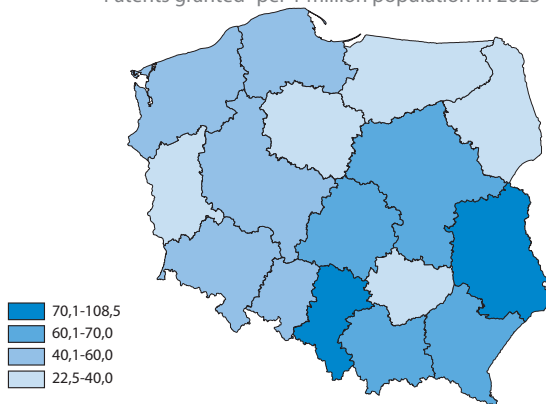 Patents granted per 1 million population in 2023
70,1-108,5
60,1-70,0
40,1-60,0
22,5-40,0